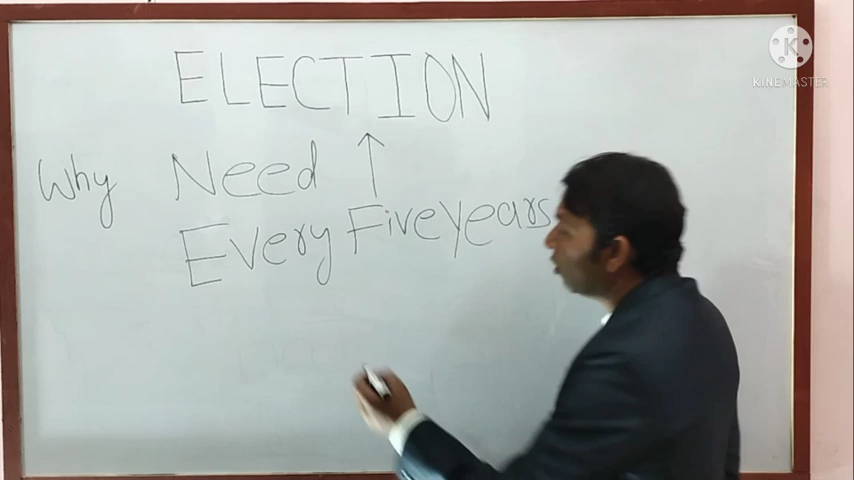 ELECTION
Why Need
Every Five years
K
KINEMASTER